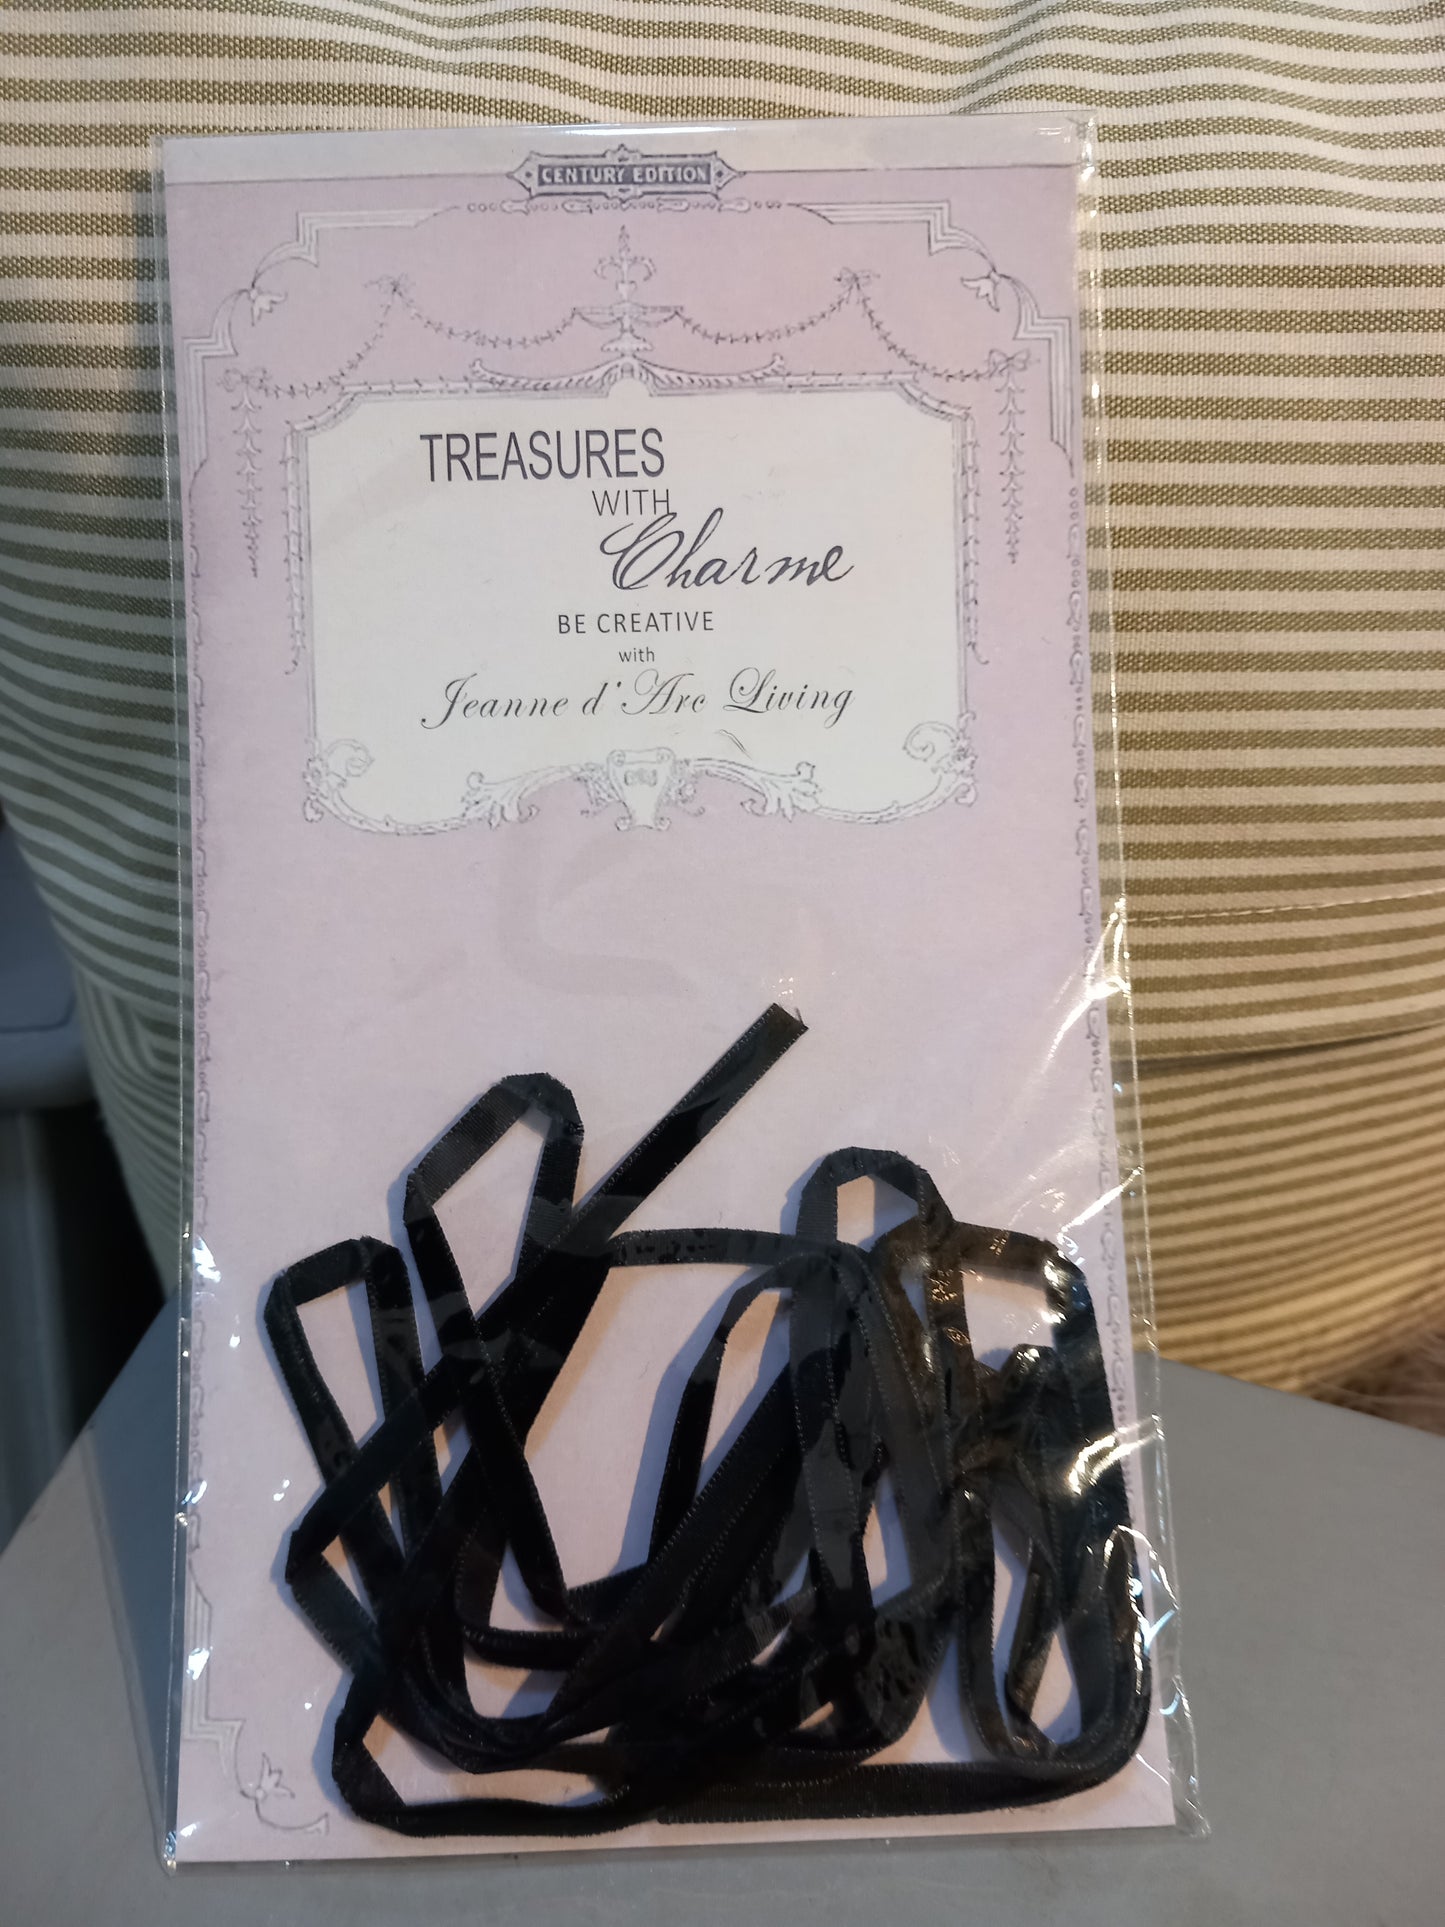 CENTURY EDITION
TREASURES
WITH
Charme
BE CREATIVE
with
Jeanne d'Arc Living